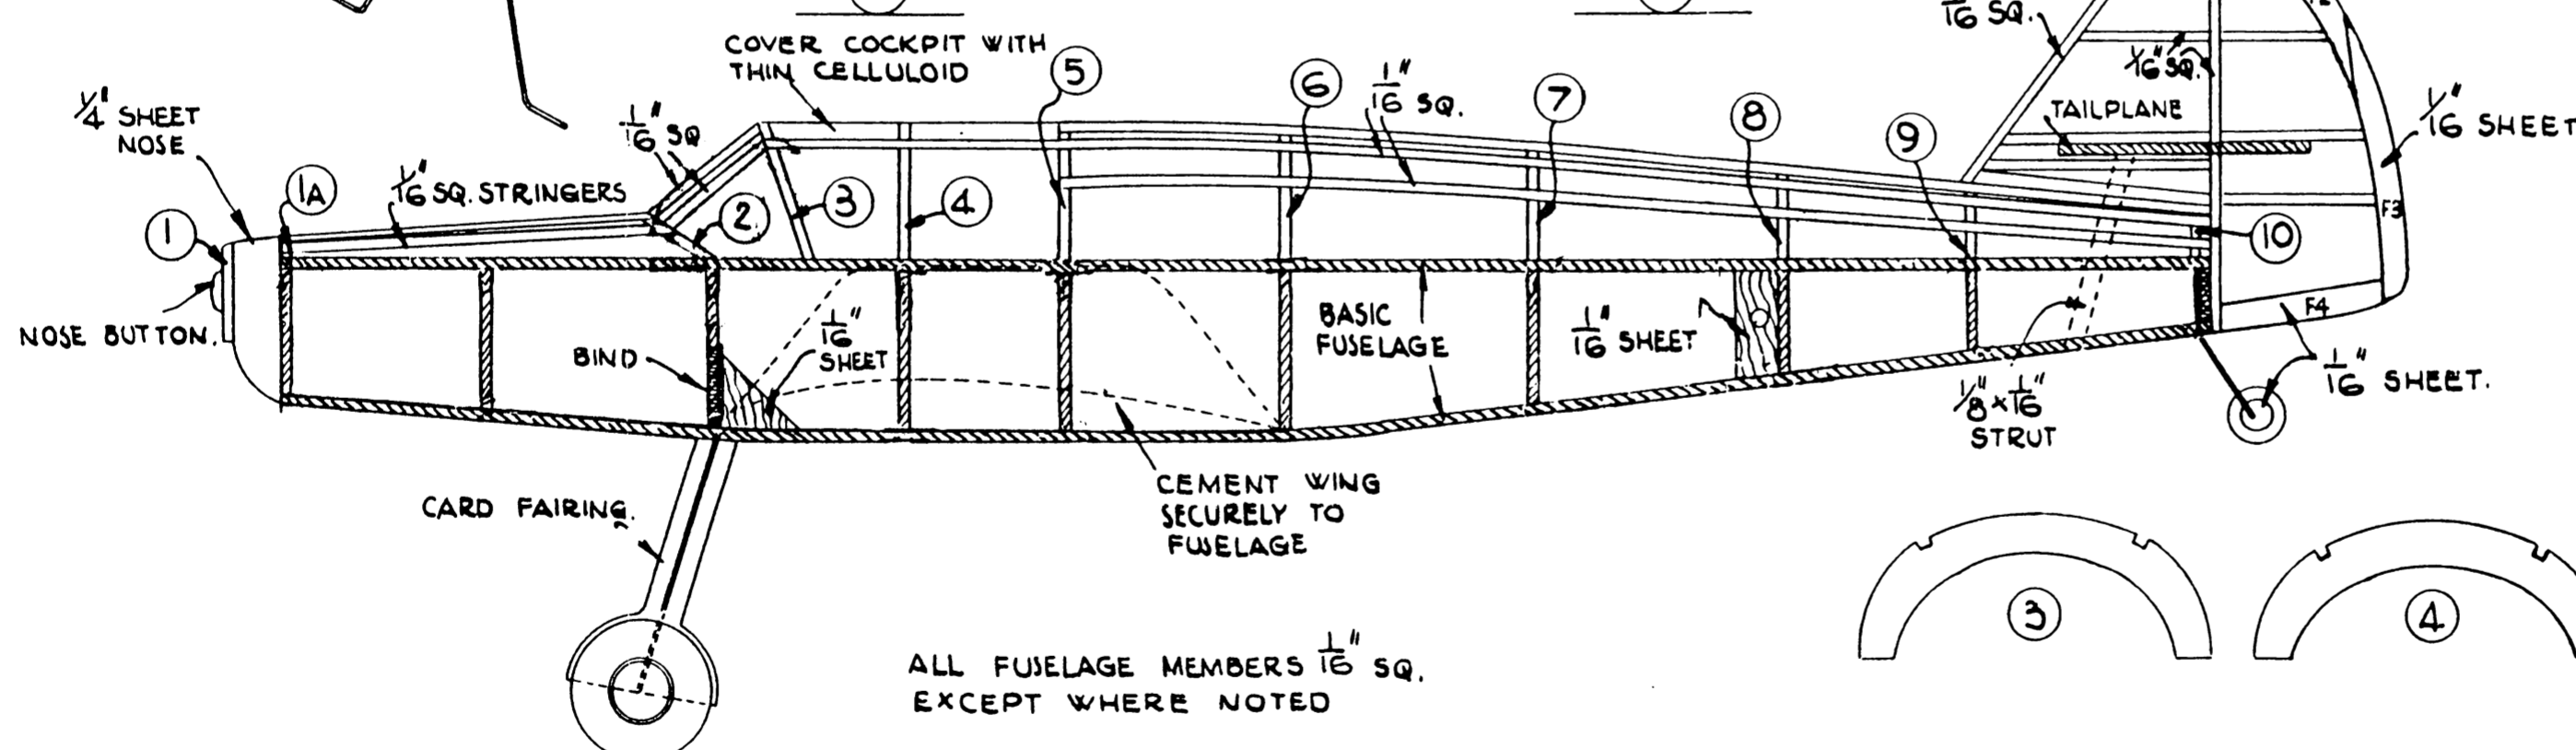 COVER COCKPIT WITH
THIN CELLULOID
1/4" SHEET
NOSE
1/16" SQ
1A
1/16" SQ. STRINGERS
1
2
3
4
5
6
1/16" SQ.
7
8
9
10
1/16 SQ.
1/16" SQ.
TAILPLANE
1/16" SHEET
F3
F4
NOSE BUTTON.
BIND
1/16"
SHEET
BASIC
FUSELAGE
1/16" SHEET
1/8" x 1/16"
STRUT
1/16" SHEET.
CARD FAIRING.
CEMENT WING
SECURELY TO
FUSELAGE
ALL FUSELAGE MEMBERS 1/16" SQ.
EXCEPT WHERE NOTED
3
4